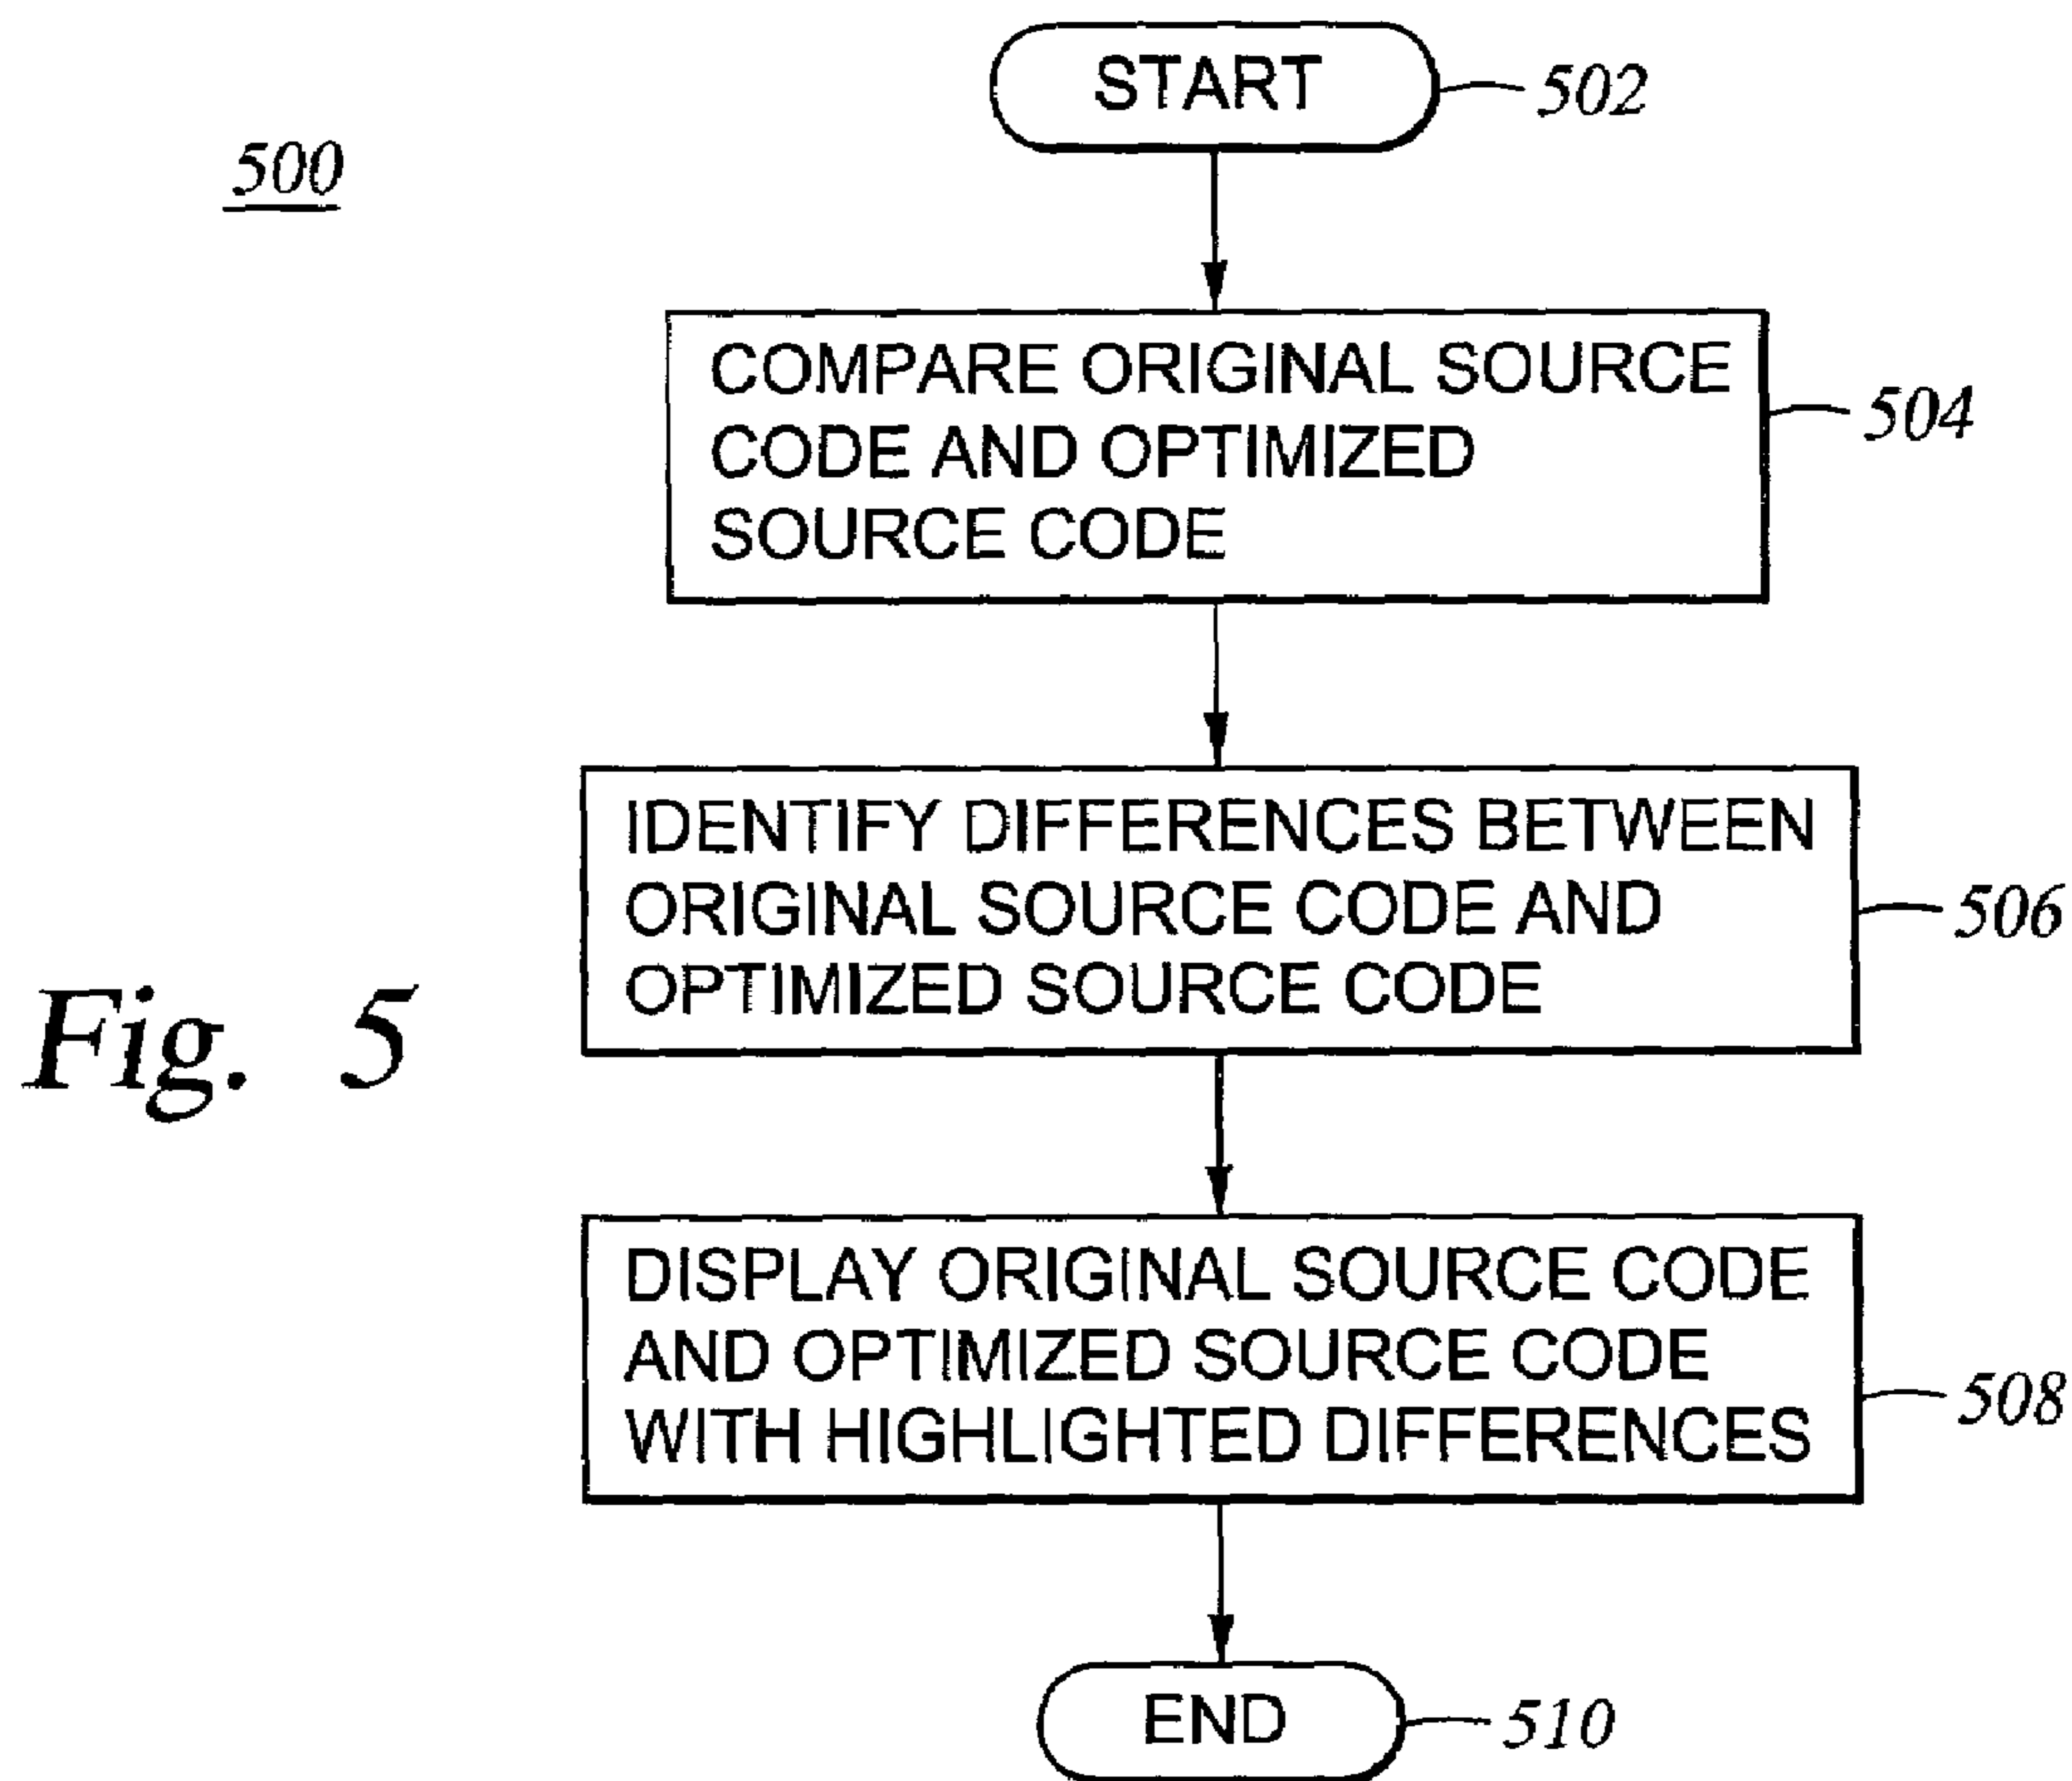 START
502
500
COMPARE ORIGINAL SOURCE
CODE AND OPTIMIZED
SOURCE CODE
504
IDENTIFY DIFFERENCES BETWEEN
ORIGINAL SOURCE CODE AND
OPTIMIZED SOURCE CODE
506
Fig. 5
DISPLAY ORIGINAL SOURCE CODE
AND OPTIMIZED SOURCE CODE
WITH HIGHLIGHTED DIFFERENCES
508
END
510